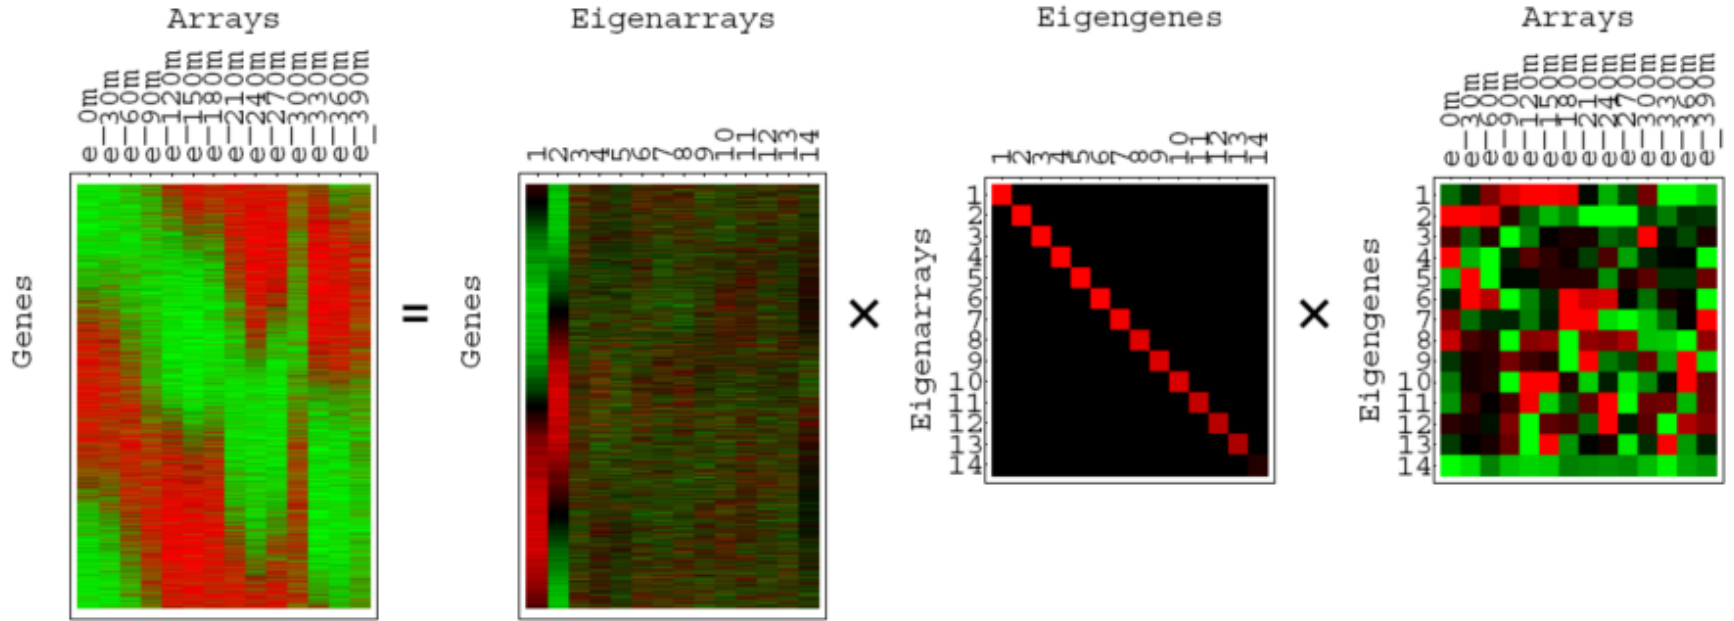 Arrays
e_0m
e_30m
e_60m
e_90m
e_120m
e_150m
e_180m
e_210m
e_240m
e_270m
e_300m
e_330m
e_360m
e_390m
Genes
=
Eigenarrays
1
2
3
4
5
6
7
8
9
10
11
12
13
14
Genes
×
Eigengenes
1
2
3
4
5
6
7
8
9
10
11
12
13
14
Eigenarrays
1
2
3
4
5
6
7
8
9
10
11
12
13
14
×
Arrays
e_0m
e_30m
e_60m
e_90m
e_120m
e_150m
e_180m
e_210m
e_240m
e_270m
e_300m
e_330m
e_360m
e_390m
Eigengenes
1
2
3
4
5
6
7
8
9
10
11
12
13
14